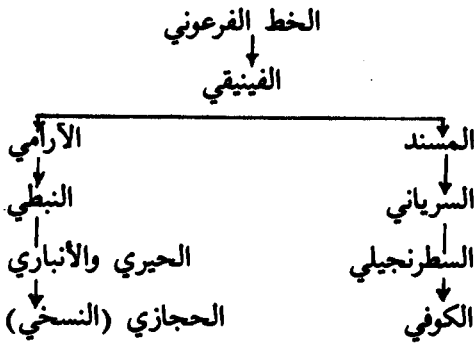 الخط الفرعوني
الفينيقي
المسند الآرامي
السرياني النبطي
السطرنجيلي الحيري والأنباري
الكوفي الحجازي (النسخي)